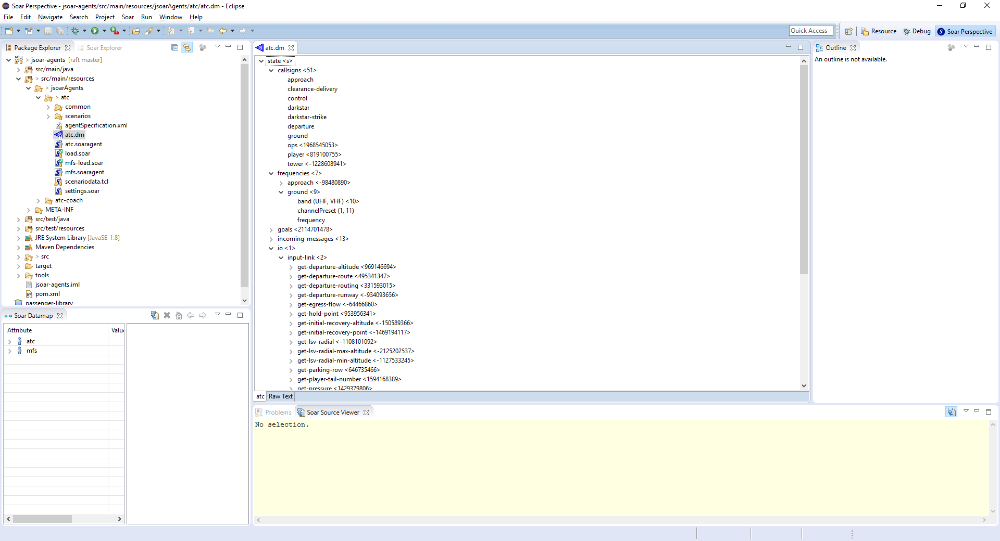 Soar Perspective - jsoar-agents/src/main/resources/jsoarAgents/atc/atc.dm - Eclipse
File Edit Navigate Search Project Soar Run Window Help
Quick Access
Resource Debug Soar Perspective
Package Explorer Soar Explorer
> jsoar-agents [raft master]
src/main/java
> src/main/resources
> jsoarAgents
> atc
common
scenarios
agentSpecification.xml
atc.dm
atc.soaragent
load.soar
mfs-load.soar
mfs.soaragent
scenariodata.tcl
settings.soar
atc-coach
META-INF
src/test/java
src/test/resources
JRE System Library [JavaSE-1.8]
Maven Dependencies
> src
target
tools
jsoar-agents.iml
pom.xml
passenger-library
Soar Datamap
Attribute Valu
atc
mfs
atc.dm
state <s>
callsigns <51>
approach
clearance-delivery
control
darkstar
darkstar-strike
departure
ground
ops <1968545053>
player <819100755>
tower <-1228608941>
frequencies <7>
approach <-98480890>
ground <9>
band (UHF, VHF) <10>
channelPreset (1, 11)
frequency
goals <2114701478>
incoming-messages <13>
io <1>
input-link <2>
get-departure-altitude <969146694>
get-departure-route <495341347>
get-departure-routing <331593015>
get-departure-runway <-934093656>
get-egress-flow <-64466860>
get-hold-point <953956341>
get-initial-recovery-altitude <-150589366>
get-initial-recovery-point <-1469194117>
get-lsv-radial <-1108101092>
get-lsv-radial-max-altitude <-2125202537>
get-lsv-radial-min-altitude <-1127533245>
get-parking-row <646735466>
get-player-tail-number <1594168389>
get-pressure <1429379806>
atc Raw Text
Outline
An outline is not available.
Problems Soar Source Viewer
No selection.